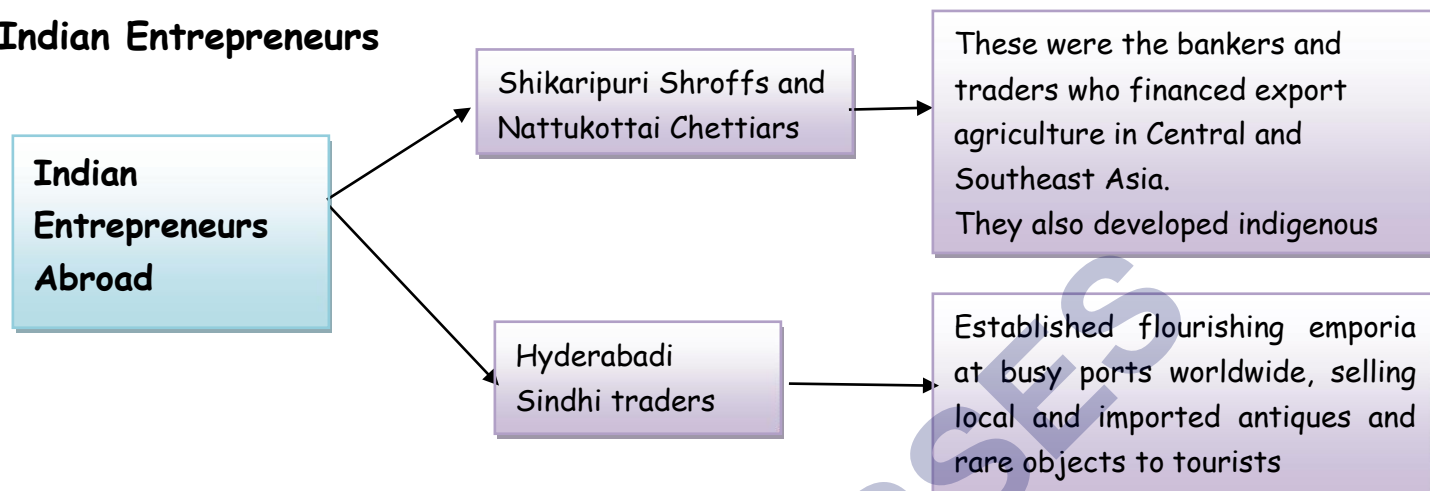 Indian Entrepreneurs
Indian
Entrepreneurs
Abroad
Shikaripuri Shroffs and
Nattukottai Chettiars
These were the bankers and
traders who financed export
agriculture in Central and
Southeast Asia.
They also developed indigenous
Hyderabadi
Sindhi traders
Established flourishing emporia
at busy ports worldwide, selling
local and imported antiques and
rare objects to tourists
SSES